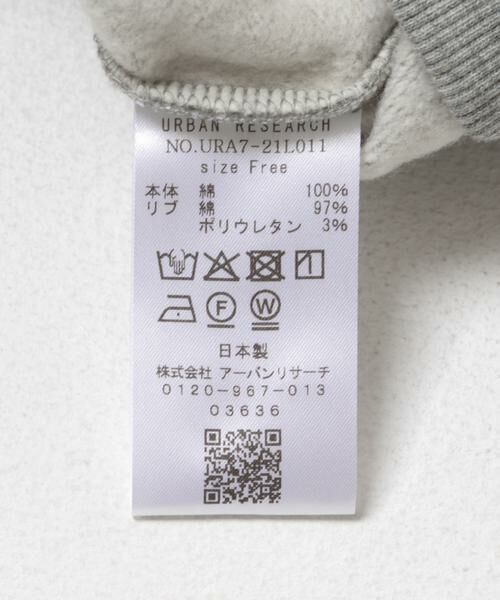 URBAN RESEARCH
NO.URA7-21L011
size Free
本体 綿 100%
リブ 綿 97%
ポリウレタン 3%
F W
日本製
株式会社 アーバンリサーチ
0120-967-013
03636